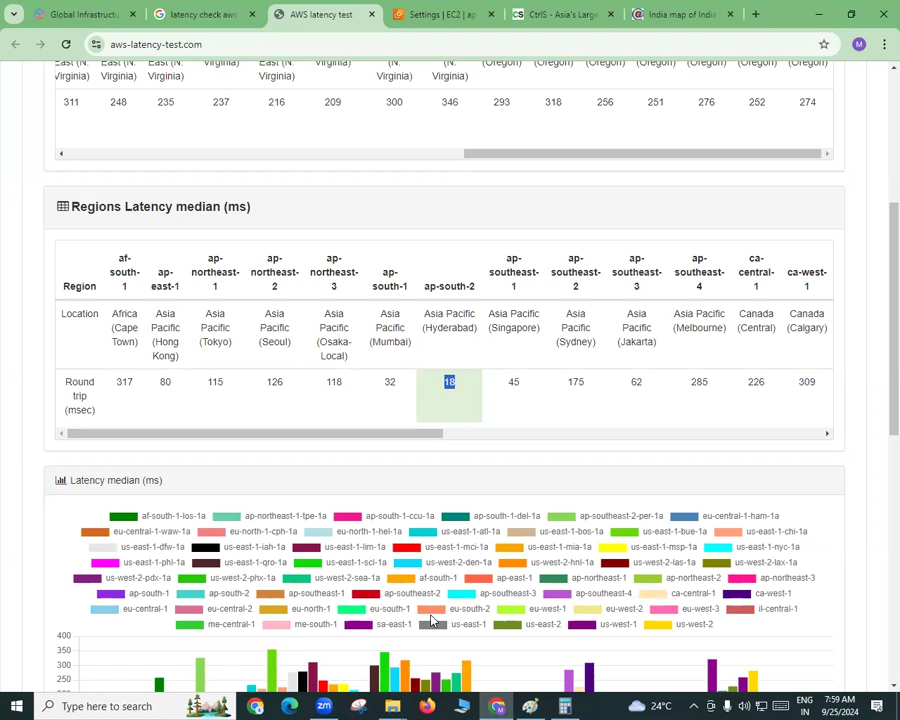 Global Infrastructu
latency check aws
AWS latency test
Settings | EC2 | ap
CtrlS - Asia's Large
India map of India
aws-latency-test.com
M
East (N. East (N. East (N. Virginia) East (N. Virginia) (N. (N. (Oregon) (Oregon) (Oregon) (Oregon) (Oregon) (Oregon) (Oregon)
Virginia) Virginia) Virginia) Virginia) Virginia) Virginia)
311 248 235 237 216 209 300 346 293 318 256 251 276 252 274
Regions Latency median (ms)
af- ap- ap- ap- ap- ap- ap- ap- ca-
south- ap- northeast- northeast- northeast- ap- southeast- southeast- southeast- southeast- central- ca-west-
Region 1 east-1 1 2 3 south-1 ap-south-2 1 2 3 4 1 1
Location Africa Asia Asia Asia Asia Asia Asia Pacific Asia Pacific Asia Asia Asia Pacific Canada Canada
(Cape Pacific Pacific Pacific Pacific Pacific (Hyderabad) (Singapore) Pacific Pacific (Melbourne) (Central) (Calgary)
Town) (Hong (Tokyo) (Seoul) (Osaka- (Mumbai) (Sydney) (Jakarta)
Kong) Local)
Round 317 80 115 126 118 32 18 45 175 62 285 226 309
trip
(msec)
Latency median (ms)
af-south-1-los-1a ap-northeast-1-tpe-1a ap-south-1-ccu-1a ap-south-1-del-1a ap-southeast-2-per-1a eu-central-1-ham-1a
eu-central-1-waw-1a eu-north-1-cph-1a eu-north-1-hel-1a us-east-1-atl-1a us-east-1-bos-1a us-east-1-bue-1a us-east-1-chi-1a
us-east-1-dfw-1a us-east-1-iah-1a us-east-1-lim-1a us-east-1-mci-1a us-east-1-mia-1a us-east-1-msp-1a us-east-1-nyc-1a
us-east-1-phl-1a us-east-1-qro-1a us-east-1-scl-1a us-west-2-den-1a us-west-2-hnl-1a us-west-2-las-1a us-west-2-lax-1a
us-west-2-pdx-1a us-west-2-phx-1a us-west-2-sea-1a af-south-1 ap-east-1 ap-northeast-1 ap-northeast-2 ap-northeast-3
ap-south-1 ap-south-2 ap-southeast-1 ap-southeast-2 ap-southeast-3 ap-southeast-4 ca-central-1 ca-west-1
eu-central-1 eu-central-2 eu-north-1 eu-south-1 eu-south-2 eu-west-1 eu-west-2 eu-west-3 il-central-1
me-central-1 me-south-1 sa-east-1 us-east-1 us-east-2 us-west-1 us-west-2
400
350
300
250
200
Type here to search
zm
24°C
ENG
IN
7:59 AM
9/25/2024